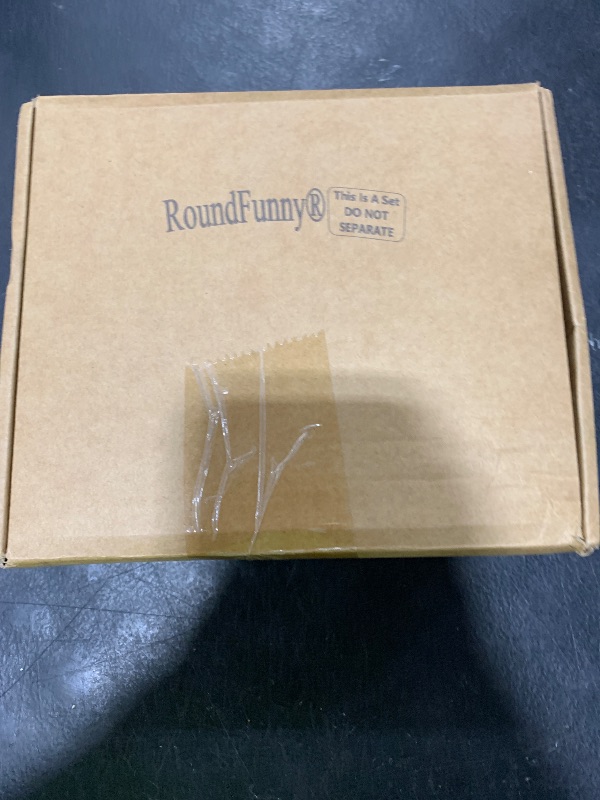 RoundFunny®
This Is A Set
DO NOT
SEPARATE